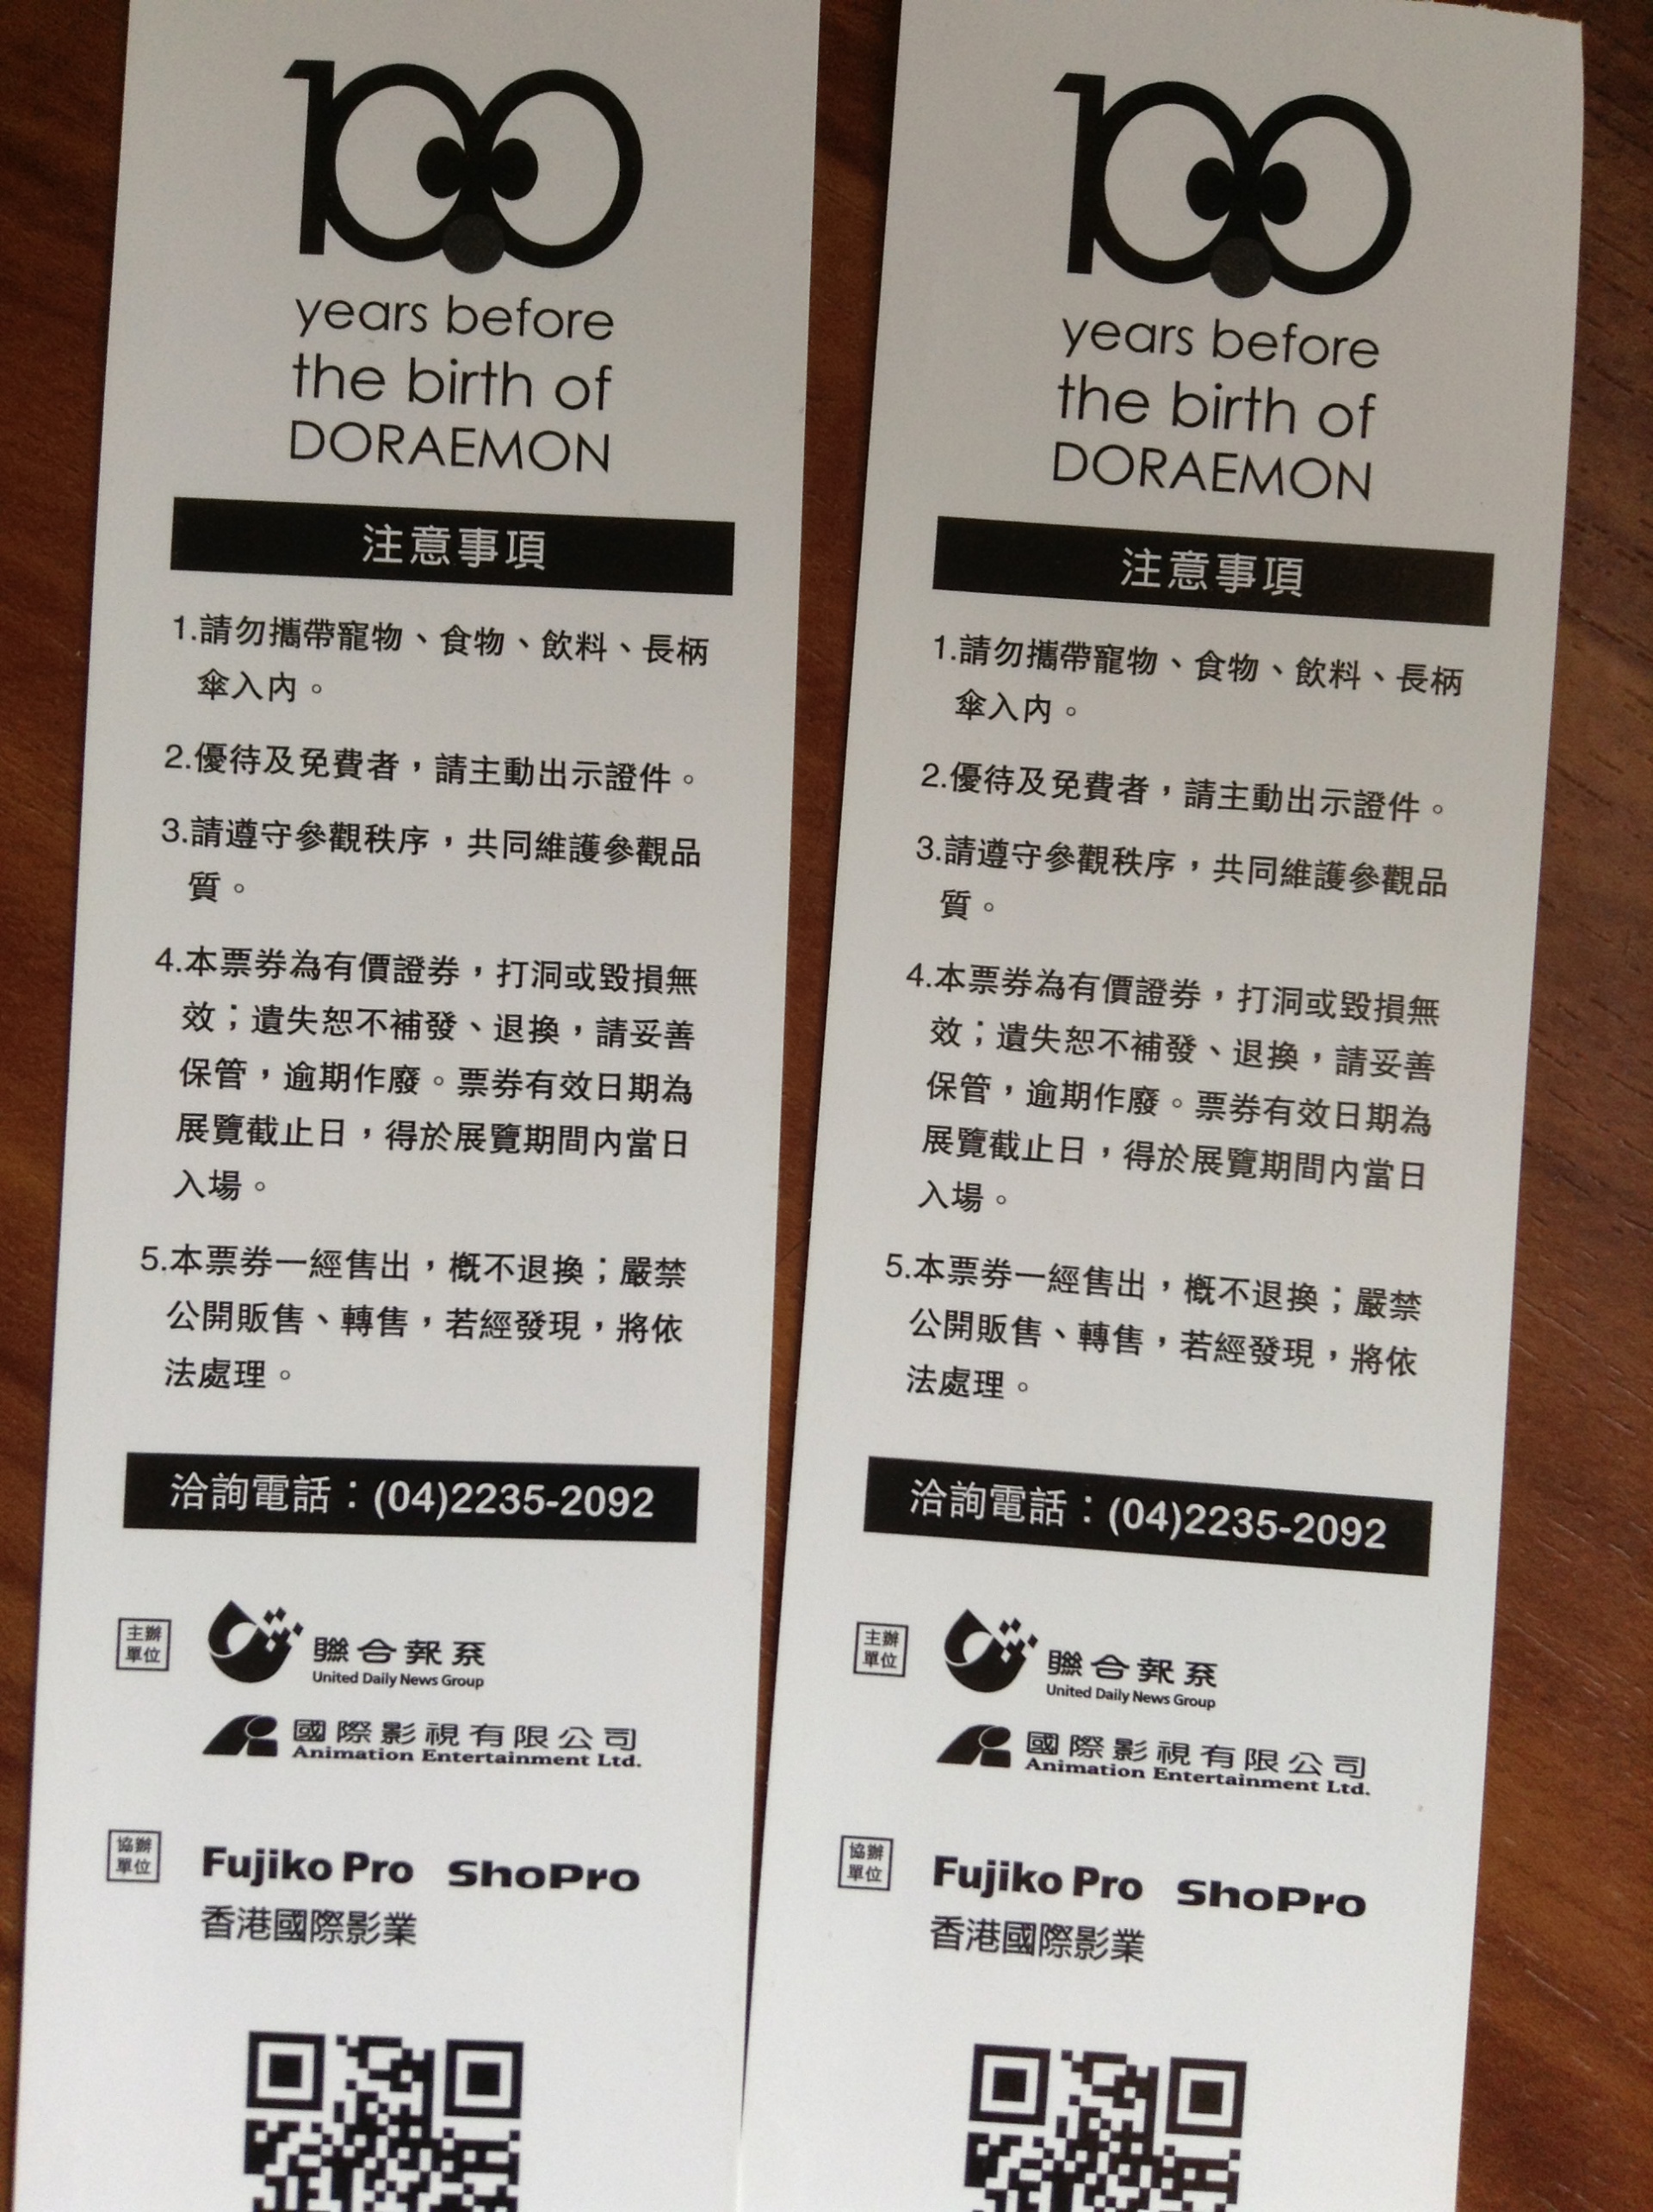 100
years before
the birth of
DORAEMON
注意事項
1.請勿攜帶寵物、食物、飲料、長柄
傘入內。
2.優待及免費者，請主動出示證件。
3.請遵守參觀秩序，共同維護參觀品
質。
4.本票券為有價證券，打洞或毀損無
效；遺失恕不補發、退換，請妥善
保管，逾期作廢。票券有效日期為
展覽截止日，得於展覽期間內當日
入場。
5.本票券一經售出，概不退換；嚴禁
公開販售、轉售，若經發現，將依
法處理。
洽詢電話：(04)2235-2092
主辦
單位
聯合報系
United Daily News Group
國際影視有限公司
Animation Entertainment Ltd.
協辦
單位
Fujiko Pro ShoPro
香港國際影業
100
years before
the birth of
DORAEMON
注意事項
1.請勿攜帶寵物、食物、飲料、長柄
傘入內。
2.優待及免費者，請主動出示證件。
3.請遵守參觀秩序，共同維護參觀品
質。
4.本票券為有價證券，打洞或毀損無
效；遺失恕不補發、退換，請妥善
保管，逾期作廢。票券有效日期為
展覽截止日，得於展覽期間內當日
入場。
5.本票券一經售出，概不退換；嚴禁
公開販售、轉售，若經發現，將依
法處理。
洽詢電話：(04)2235-2092
主辦
單位
聯合報系
United Daily News Group
國際影視有限公司
Animation Entertainment Ltd.
協辦
單位
Fujiko Pro ShoPro
香港國際影業